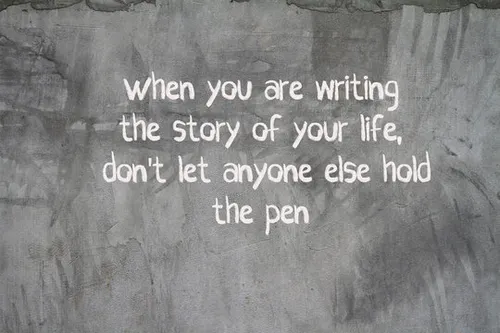 when you are writing
the story of your life,
don't let anyone else hold
the pen